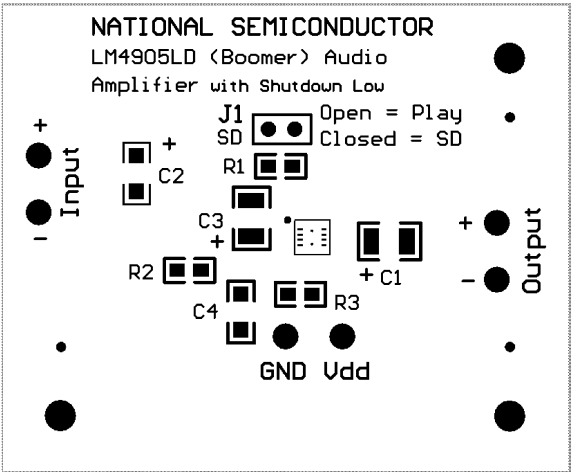 NATIONAL SEMICONDUCTOR
LM4905LD (Boomer) Audio
Amplifier with Shutdown Low
J1
Open = Play
SD
Closed = SD
+
Input
-
+
C2
R1
C3
+
+
C1
+
Output
-
R2
C4
R3
GND Vdd